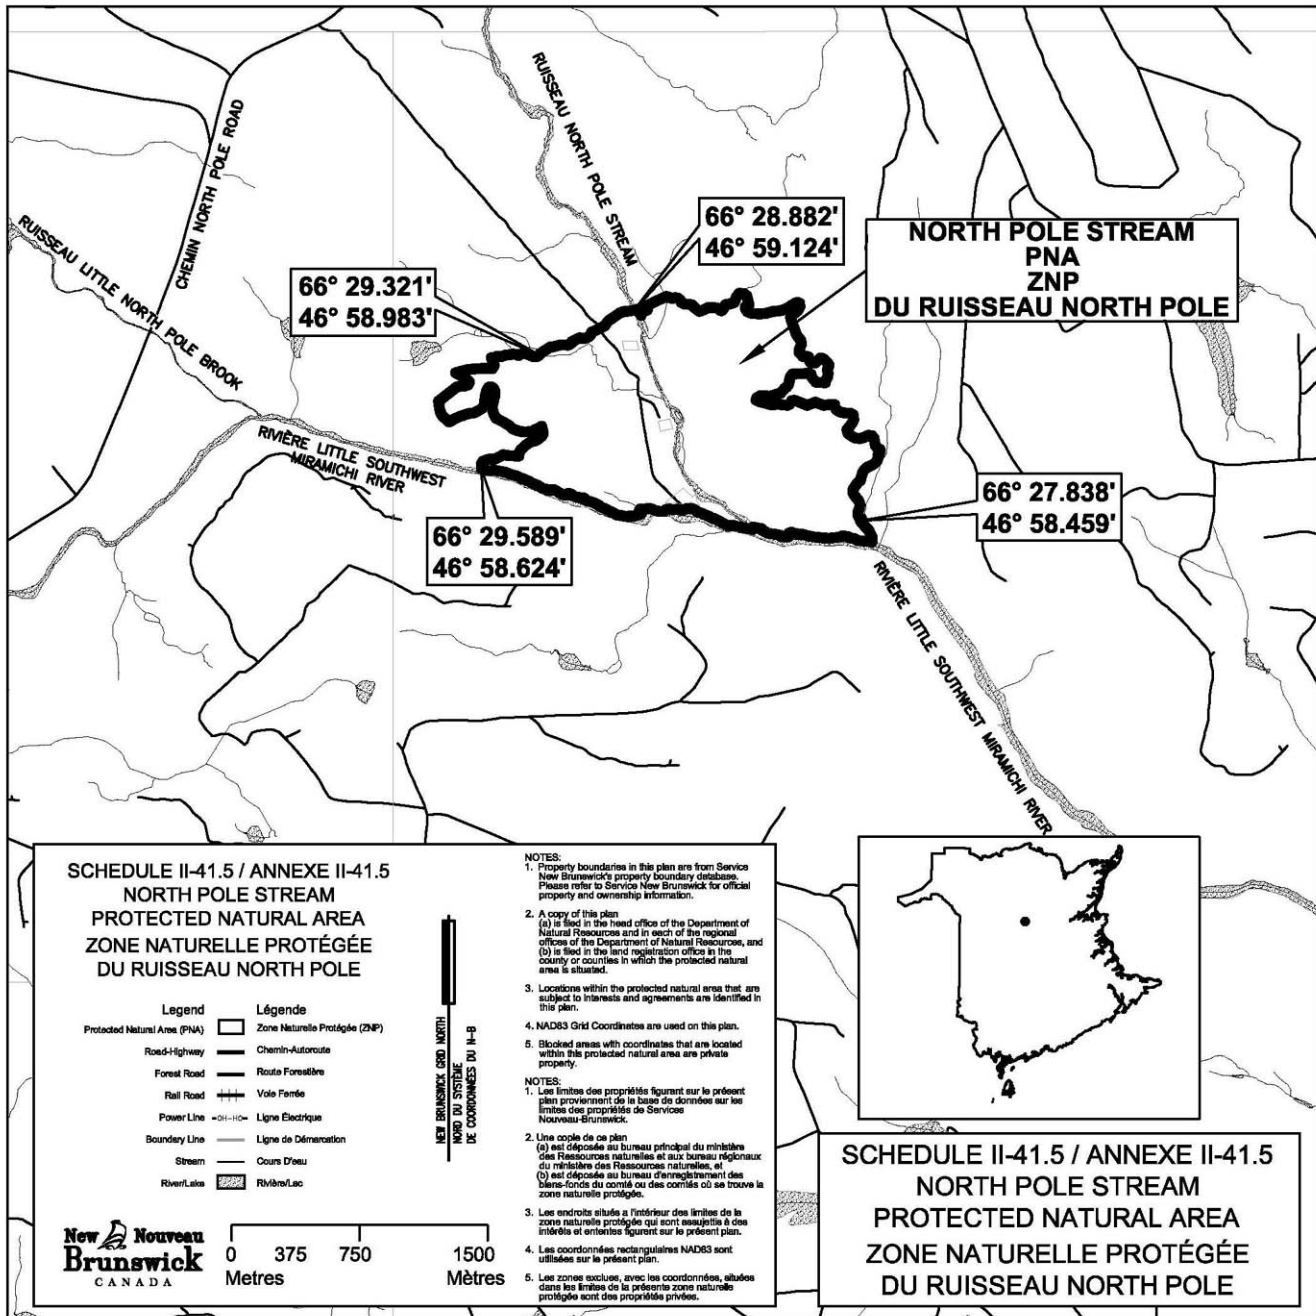 RUISSEAU NORTH POLE STREAM
CHEMIN NORTH POLE ROAD
66° 28.882'
46° 59.124'
NORTH POLE STREAM
PNA
ZNP
DU RUISSEAU NORTH POLE
RUISSEAU LITTLE NORTH POLE BROOK
66° 29.321'
46° 58.983'
RIVIÈRE LITTLE SOUTHWEST
MIRAMICHI RIVER
66° 27.838'
46° 58.459'
66° 29.589'
46° 58.624'
RIVIÈRE LITTLE SOUTHWEST MIRAMICHI RIVER
SCHEDULE II-41.5 / ANNEXE II-41.5
NORTH POLE STREAM
PROTECTED NATURAL AREA
ZONE NATURELLE PROTÉGÉE
DU RUISSEAU NORTH POLE
Legend Légende
Protected Natural Area (PNA) Zone Naturelle Protégée (ZNP)
Road-Highway Chemin-Autoroute
Forest Road Route Forestière
Rail Road Voie Ferrée
Power Line -OH-HO- Ligne Électrique
Boundary Line Ligne de Démarcation
Stream Cours D'eau
River/Lake Rivière/Lac
NEW BRUNSWICK GRID NORTH
NORD DU SYSTÈME
DE COORDONNÉES DU N-B
New Nouveau
Brunswick
CANADA
0 375 750 1500
Metres Mètres
NOTES:
1. Property boundaries in this plan are from Service
New Brunswick's property boundary database.
Please refer to Service New Brunswick for official
property and ownership information.
2. A copy of this plan
(a) is filed in the head office of the Department of
Natural Resources and in each of the regional
offices of the Department of Natural Resources, and
(b) is filed in the land registration office in the
county or counties in which the protected natural
area is situated.
3. Locations within the protected natural area that are
subject to interests and agreements are identified in
this plan.
4. NAD83 Grid Coordinates are used on this plan.
5. Blocked areas with coordinates that are located
within this protected natural area are private
property.
NOTES:
1. Les limites des propriétés figurant sur le présent
plan proviennent de la base de données sur les
limites des propriétés de Services
Nouveau-Brunswick.
2. Une copie de ce plan
(a) est déposée au bureau principal du ministère
des Ressources naturelles et aux bureau régionaux
du ministère des Ressources naturelles, et
(b) est déposée au bureau d'enregistrement des
biens-fonds du comté ou des comtés où se trouve la
zone naturelle protégée.
3. Les endroits situés a l'intérieur des limites de la
zone naturelle protégée qui sont assujettis à des
intérêts et ententes figurent sur le présent plan.
4. Les coordonnées rectangulaires NAD83 sont
utilisées sur le présent plan.
5. Les zones exclues, avec les coordonnées, situées
dans les limites de la présente zone naturelle
protégée sont des propriétés privées.
SCHEDULE II-41.5 / ANNEXE II-41.5
NORTH POLE STREAM
PROTECTED NATURAL AREA
ZONE NATURELLE PROTÉGÉE
DU RUISSEAU NORTH POLE